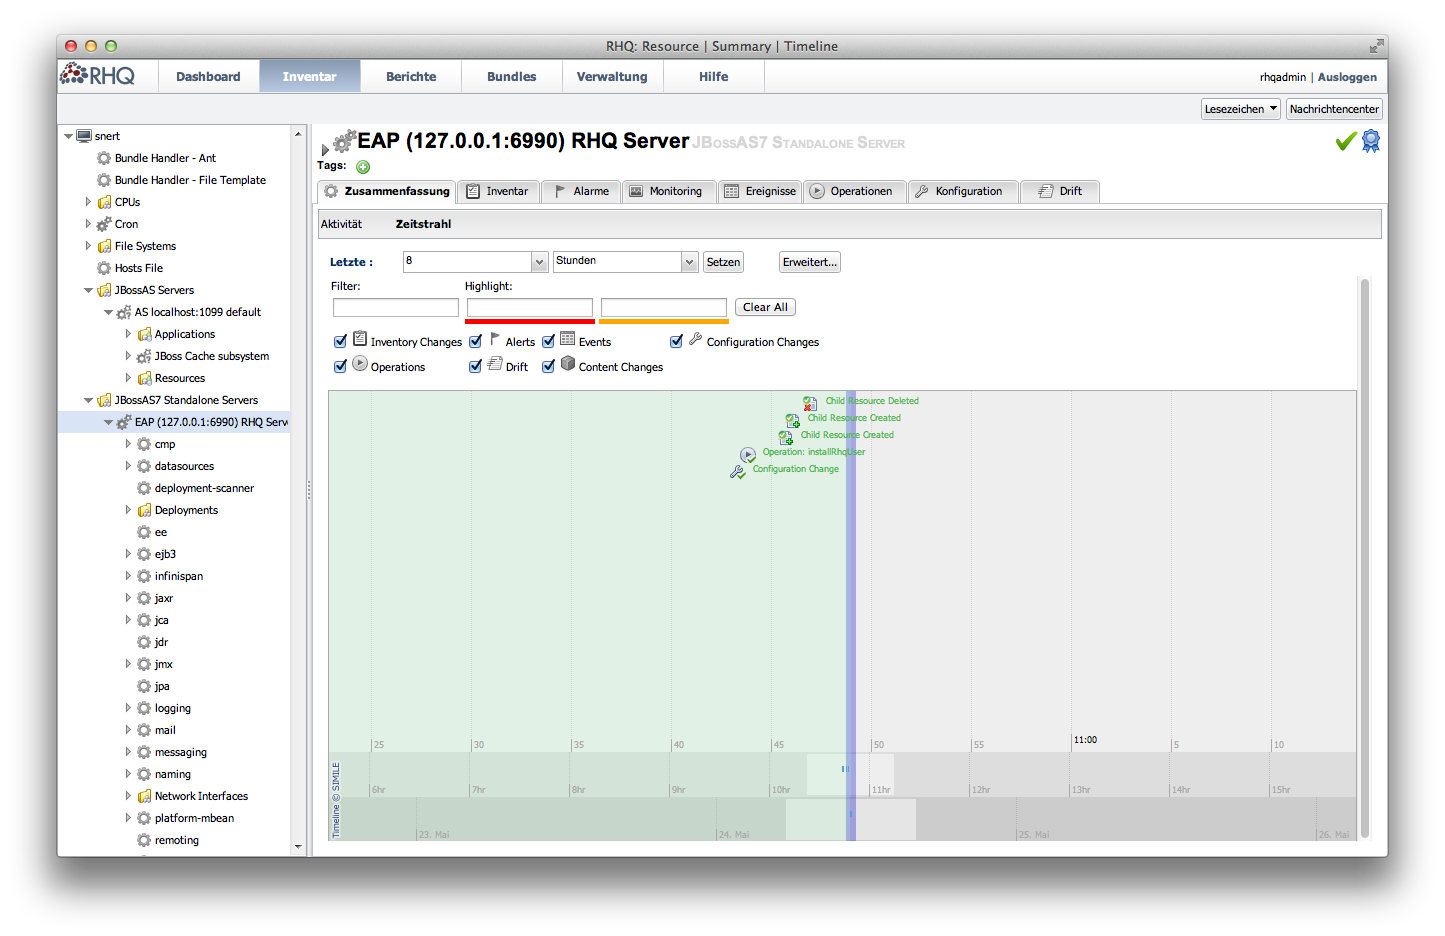 RHQ: Resource | Summary | Timeline
RHQ
Dashboard
Inventar
Berichte
Bundles
Verwaltung
Hilfe
rhqadmin | Ausloggen
Lesezeichen
Nachrichtencenter
snert
Bundle Handler - Ant
Bundle Handler - File Template
CPUs
Cron
File Systems
Hosts File
JBossAS Servers
AS localhost:1099 default
Applications
JBoss Cache subsystem
Resources
JBossAS7 Standalone Servers
EAP (127.0.0.1:6990) RHQ Serv
cmp
datasources
deployment-scanner
Deployments
ee
ejb3
infinispan
jaxr
jca
jdr
jmx
jpa
logging
mail
messaging
naming
Network Interfaces
platform-mbean
remoting
EAP (127.0.0.1:6990) RHQ Server JBossAS7 Standalone Server
Tags:
Zusammenfassung
Inventar
Alarme
Monitoring
Ereignisse
Operationen
Konfiguration
Drift
Aktivität
Zeitstrahl
Letzte :
8
Stunden
Setzen
Erweitert...
Filter:
Highlight:
Clear All
Inventory Changes
Alerts
Events
Configuration Changes
Operations
Drift
Content Changes
Child Resource Deleted
Child Resource Created
Child Resource Created
Operation: installRhqUser
Configuration Change
25
30
35
40
45
50
55
11:00
5
10
6hr
7hr
8hr
9hr
10hr
11hr
12hr
13hr
14hr
15hr
23. Mai
24. Mai
25. Mai
26. Mai
Timeline © SIMILE